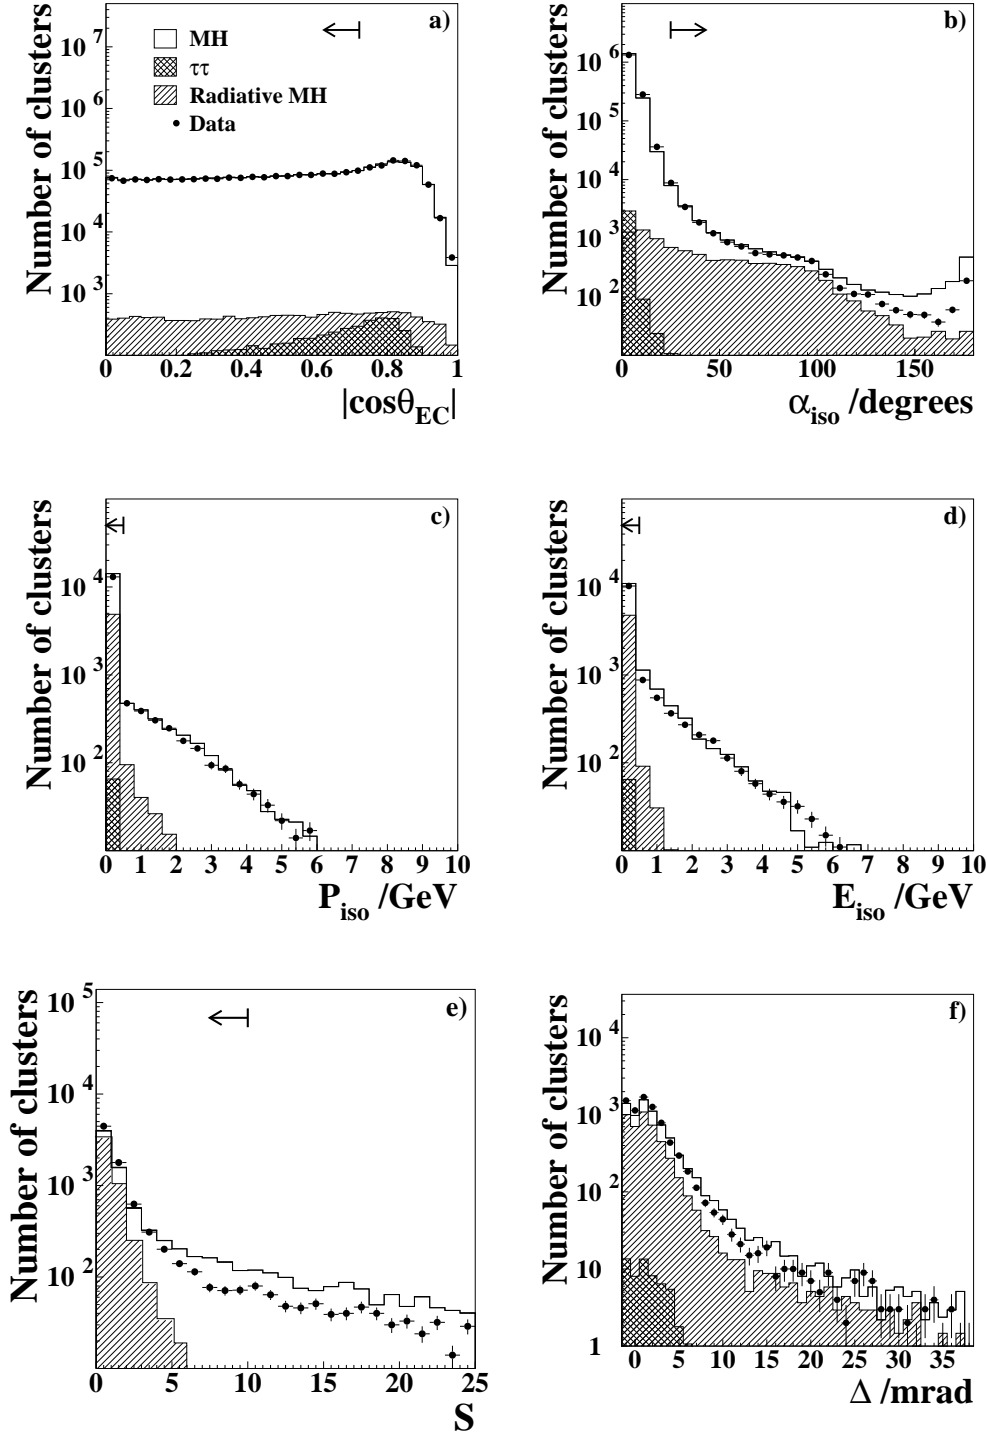 a)
Number of clusters
10^7
10^6
10^5
10^4
10^3
MH
ττ
Radiative MH
Data
0 0.2 0.4 0.6 0.8 1
|cosθ_EC|
b)
Number of clusters
10^6
10^5
10^4
10^3
10^2
0 50 100 150
α_iso /degrees
c)
Number of clusters
10^4
10^3
10^2
0 1 2 3 4 5 6 7 8 9 10
P_iso /GeV
d)
Number of clusters
10^4
10^3
10^2
0 1 2 3 4 5 6 7 8 9 10
E_iso /GeV
e)
Number of clusters
10^5
10^4
10^3
10^2
0 5 10 15 20 25
S
f)
Number of clusters
10^4
10^3
10^2
10
1
0 5 10 15 20 25 30 35
Δ /mrad